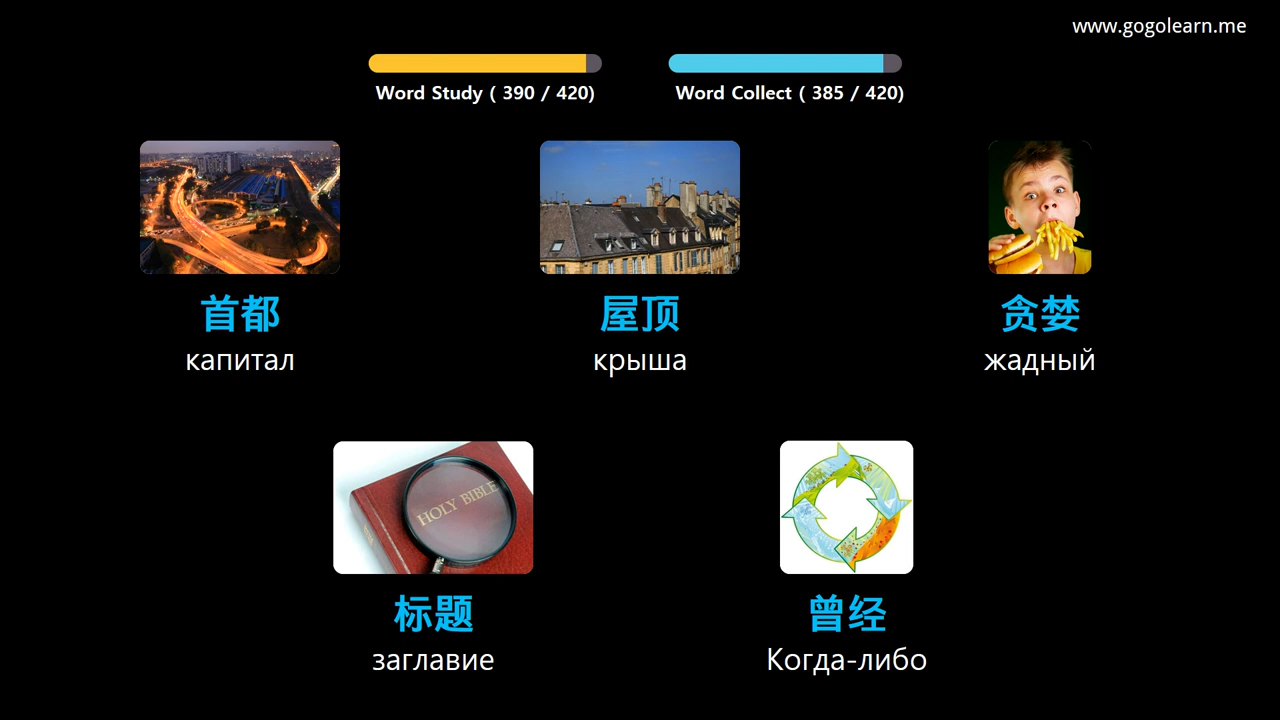 www.gogolearn.me
Word Study ( 390 / 420)
Word Collect ( 385 / 420)
首都
капитал
屋顶
крыша
贪婪
жадный
HOLY BIBLE
标题
заглавие
曾经
Когда-либо